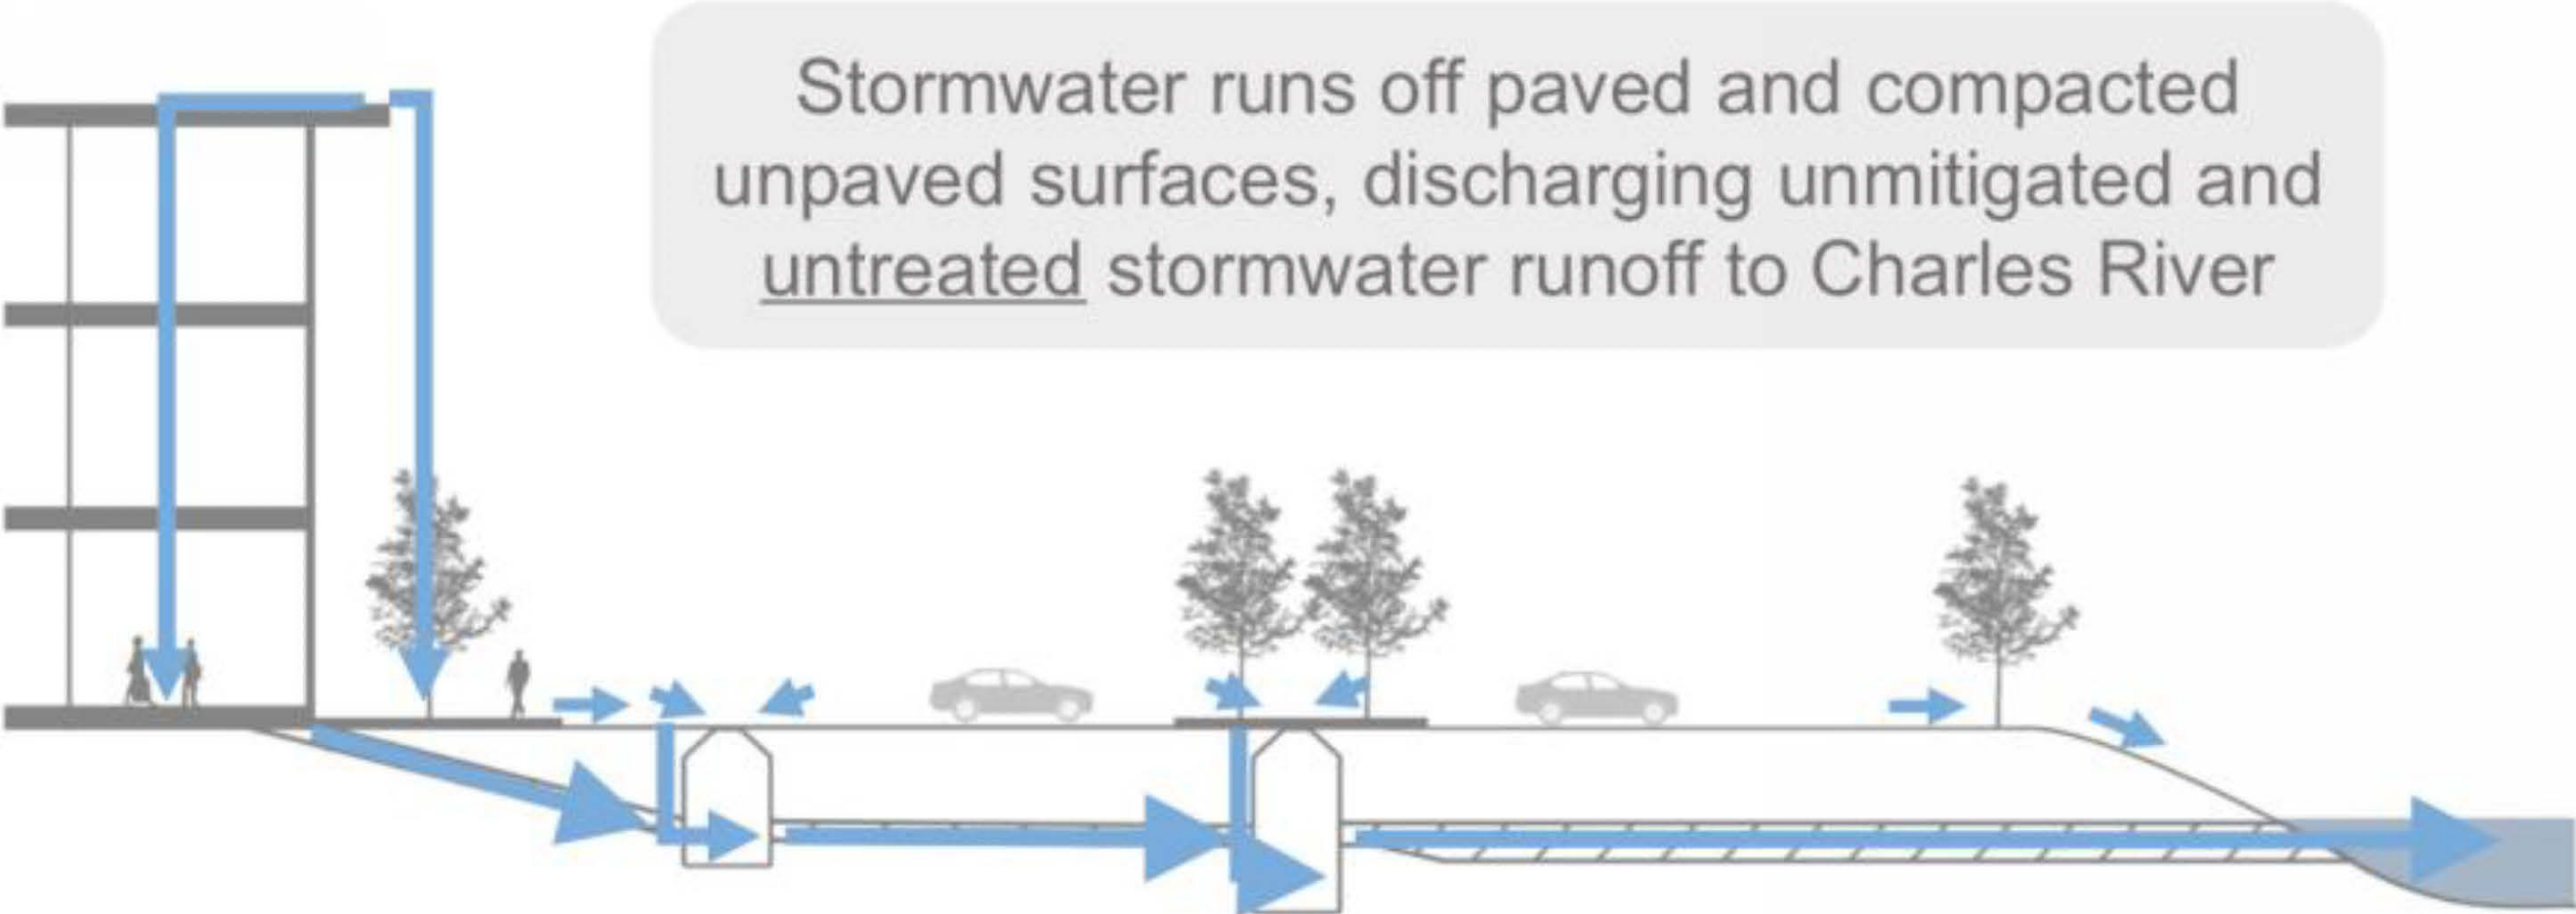 Stormwater runs off paved and compacted
unpaved surfaces, discharging unmitigated and
untreated stormwater runoff to Charles River